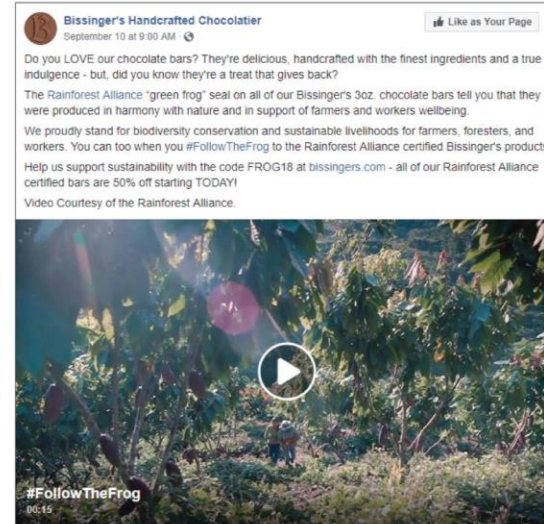 Bissinger's Handcrafted Chocolatier
September 10 at 9:00 AM ·
Like as Your Page
Do you LOVE our chocolate bars? They're delicious, handcrafted with the finest ingredients and a true
indulgence - but, did you know they're a treat that gives back?
The Rainforest Alliance "green frog" seal on all of our Bissinger's 3oz. chocolate bars tell you that they
were produced in harmony with nature and in support of farmers and workers wellbeing.
We proudly stand for biodiversity conservation and sustainable livelihoods for farmers, foresters, and
workers. You can too when you #FollowTheFrog to the Rainforest Alliance certified Bissinger's products
Help us support sustainability with the code FROG18 at bissingers.com - all of our Rainforest Alliance
certified bars are 50% off starting TODAY!
Video Courtesy of the Rainforest Alliance.
#FollowTheFrog
00:15